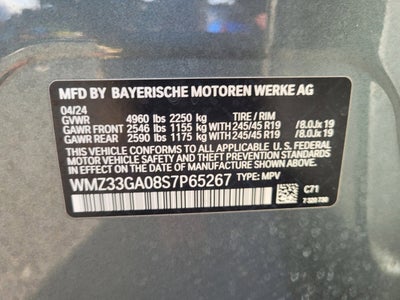 MFD BY BAYERISCHE MOTOREN WERKE AG
04/24
GVWR 4960 lbs 2250 kg TIRE / RIM
GAWR FRONT 2546 lbs 1155 kg WITH 245/45 R19 /8.0Jx 19
GAWR REAR 2590 lbs 1175 kg WITH 245/45 R19 /8.0Jx 19
THIS VEHICLE CONFORMS TO ALL APPLICABLE FEDERAL
MOTOR VEHICLE SAFETY, BUMPER AND THEFT PREVENTION STANDARDS
IN EFFECT ON THE DATE OF MANUFACTURE SHOWN ABOVE.
WMZ33GA08S7P65267 TYPE: MPV
C71